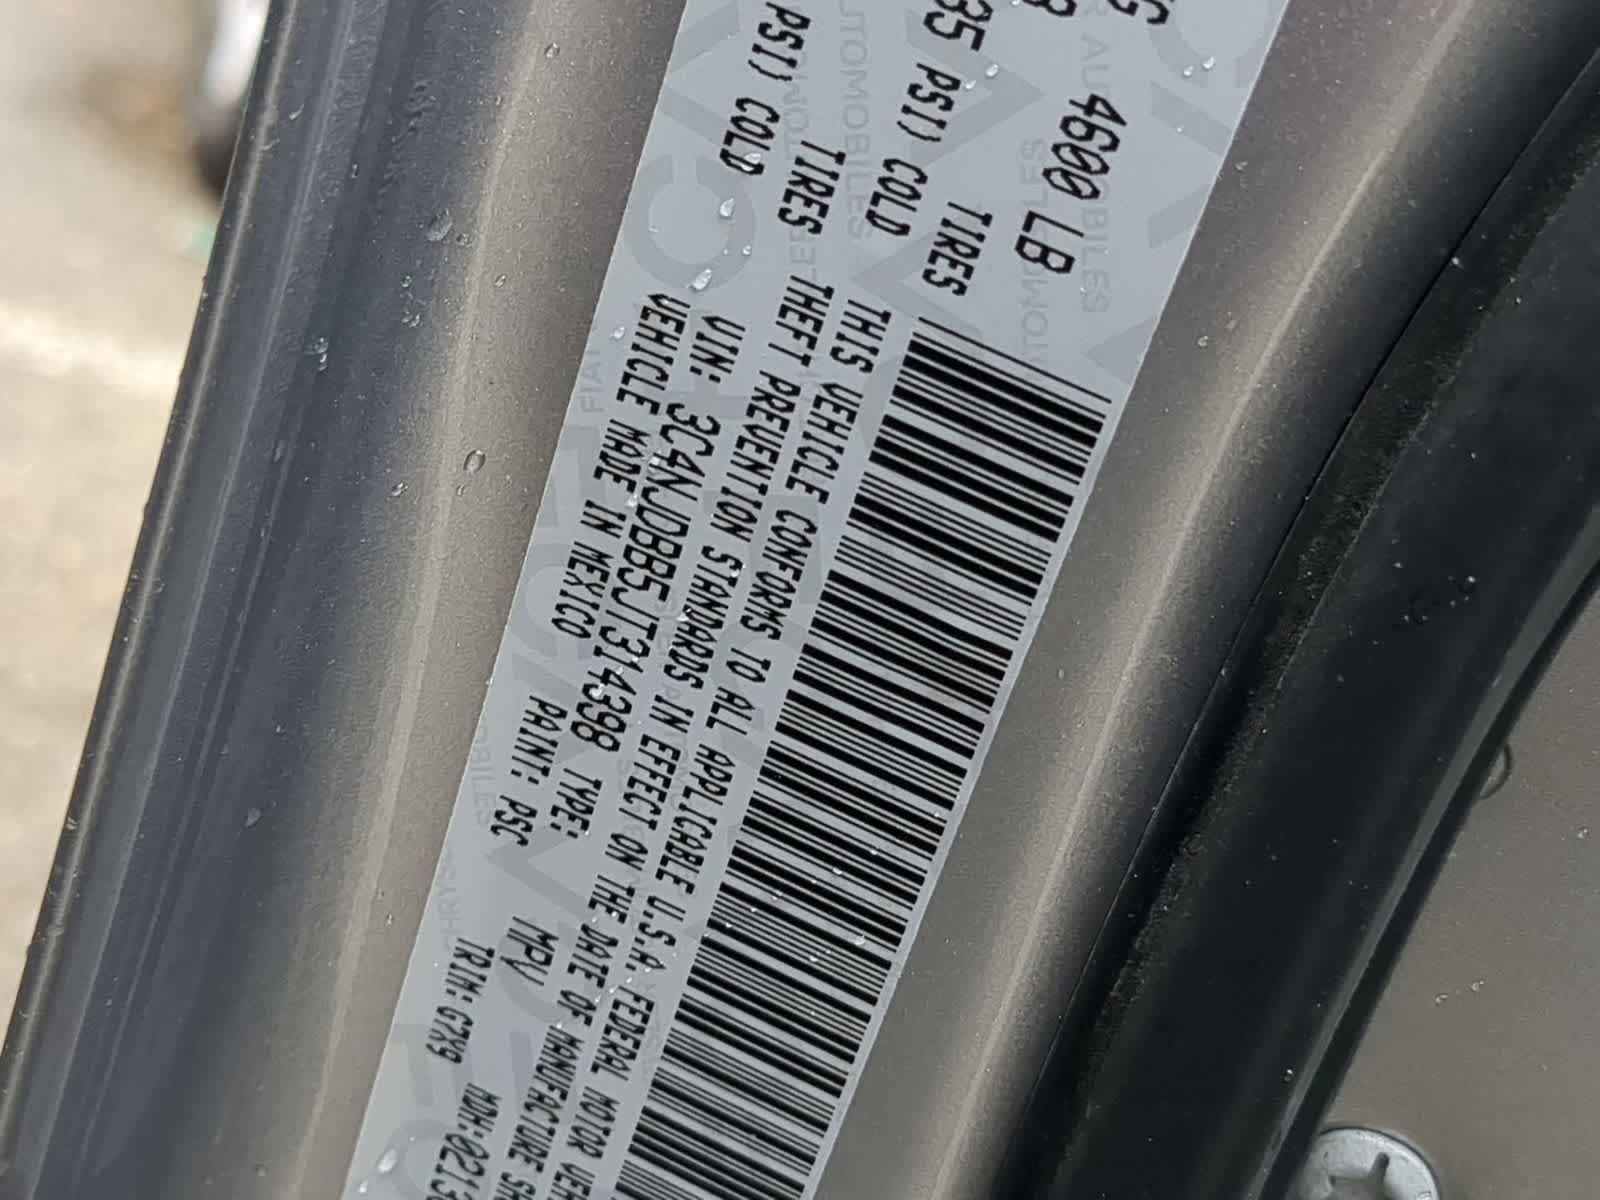 G
4600 LB
35 PSI) COLD
TIRES
TIRES
PSI) COLD
THIS VEHICLE CONFORMS TO ALL APPLICABLE U.S.A. FEDERAL MOTOR VEH
THEFT PREVENTION STANDARDS IN EFFECT ON THE DATE OF MANUFACTURE SH
VIN: 3C4NJDBB5JT314398 TYPE: MPV
VEHICLE MADE IN MEXICO PAINT: PSC TRIM: G7X9 MDH:0213